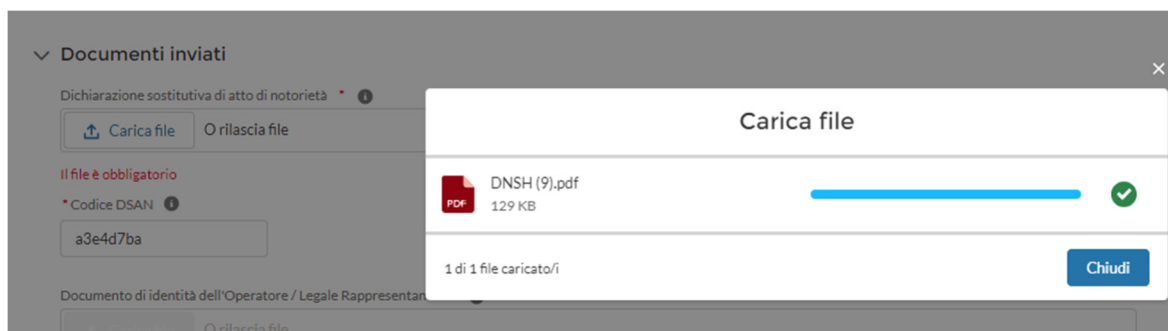 Documenti inviati
Dichiarazione sostitutiva di atto di notorietà *
Carica file O rilascia file
Il file è obbligatorio
* Codice DSAN
a3e4d7ba
Documento di identità dell'Operatore / Legale Rappresentan
O rilascia file
Carica file
PDF
DNSH (9).pdf
129 KB
1 di 1 file caricato/i
Chiudi